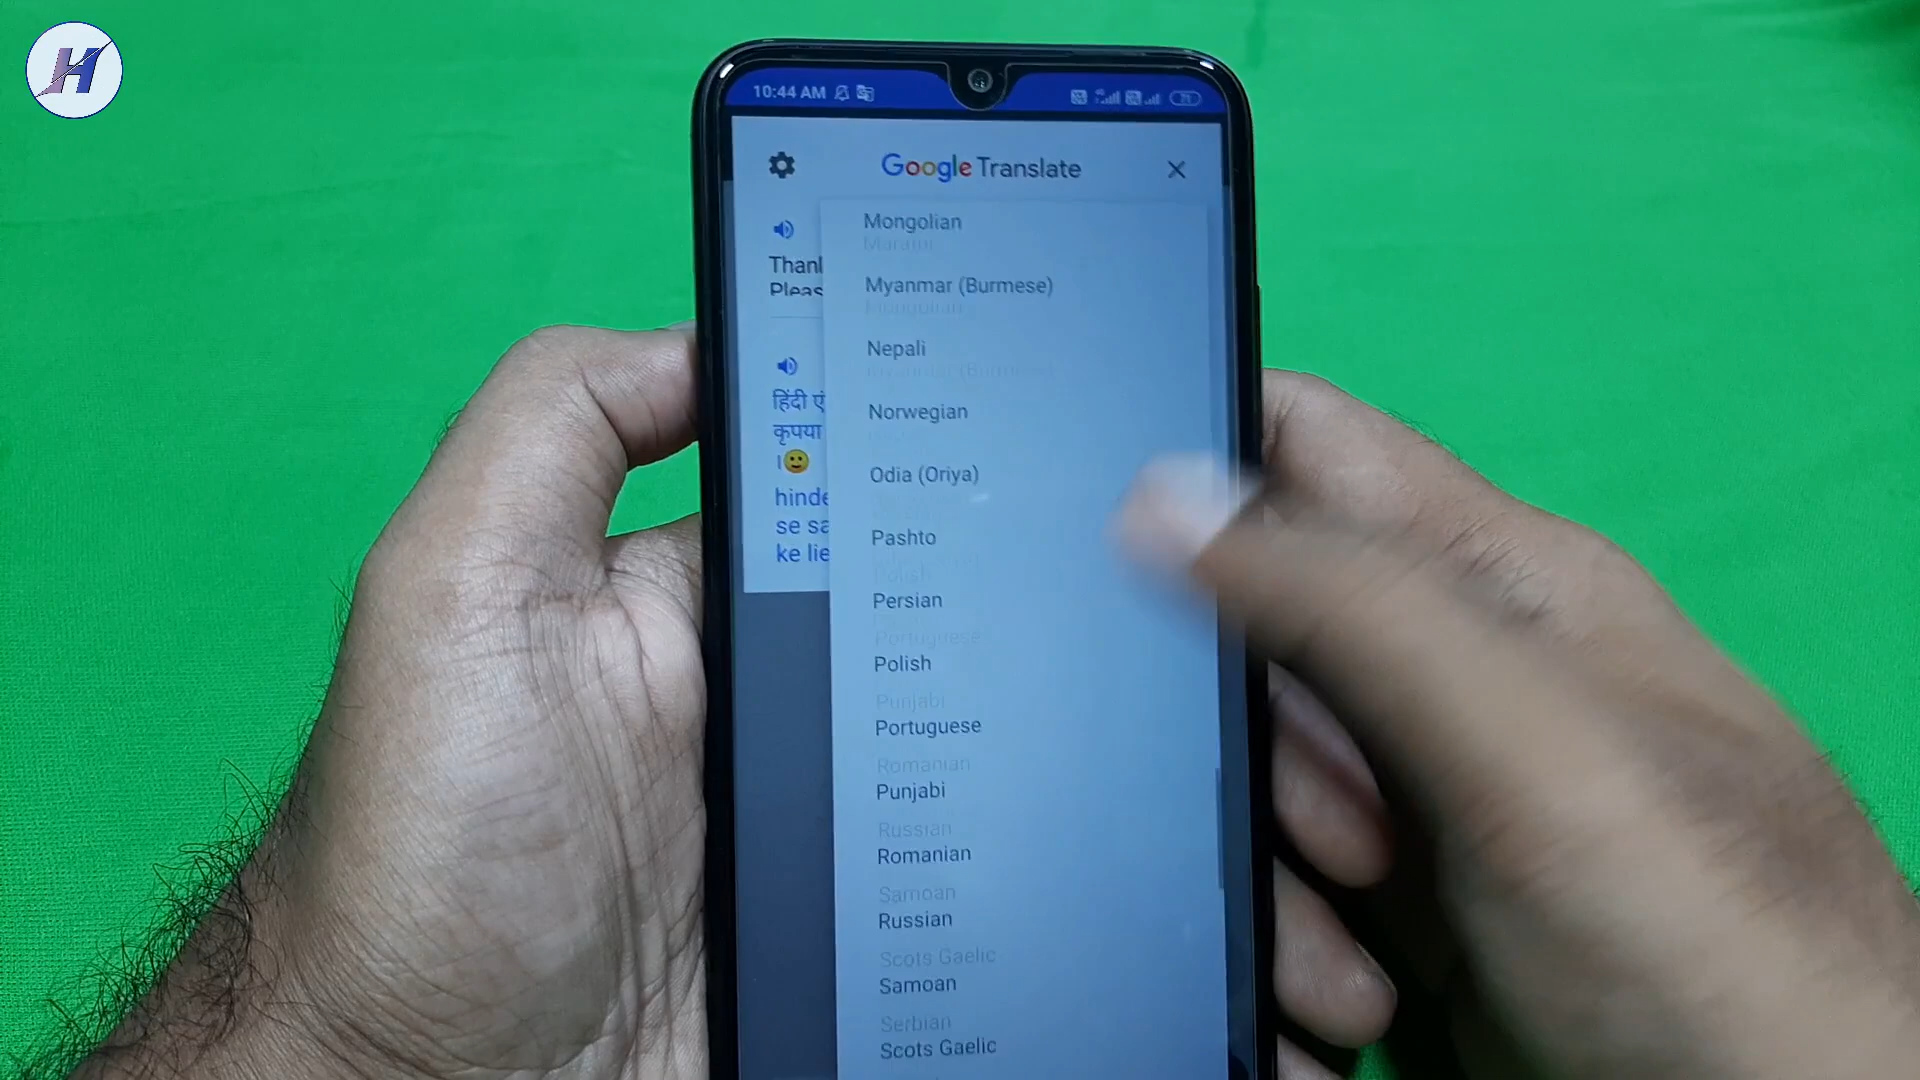 H
10:44 AM
Google Translate
Thanl
Pleas
हिंदी एं
कृपया
।🙂
hinde
se sa
ke lie
Mongolian
Marathi
Myanmar (Burmese)
Mongolian
Nepali
Myanmar (Burmese)
Norwegian
Odia (Oriya)
Pashto
Polish
Persian
Portuguese
Polish
Punjabi
Portuguese
Romanian
Punjabi
Russian
Romanian
Samoan
Russian
Scots Gaelic
Samoan
Serbian
Scots Gaelic